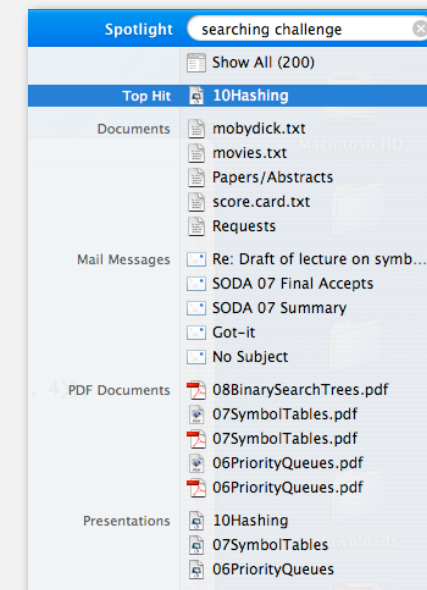 Spotlight searching challenge
Show All (200)
Top Hit 10Hashing
Documents mobydick.txt
movies.txt
Macintosh HD
Papers/Abstracts
score.card.txt
Requests
Mail Messages Re: Draft of lecture on symb...
SODA 07 Final Accepts
SODA 07 Summary
Got-it
No Subject
PDF Documents 08BinarySearchTrees.pdf
07SymbolTables.pdf
07SymbolTables.pdf
06PriorityQueues.pdf
06PriorityQueues.pdf
Presentations 10Hashing
07SymbolTables
06PriorityQueues